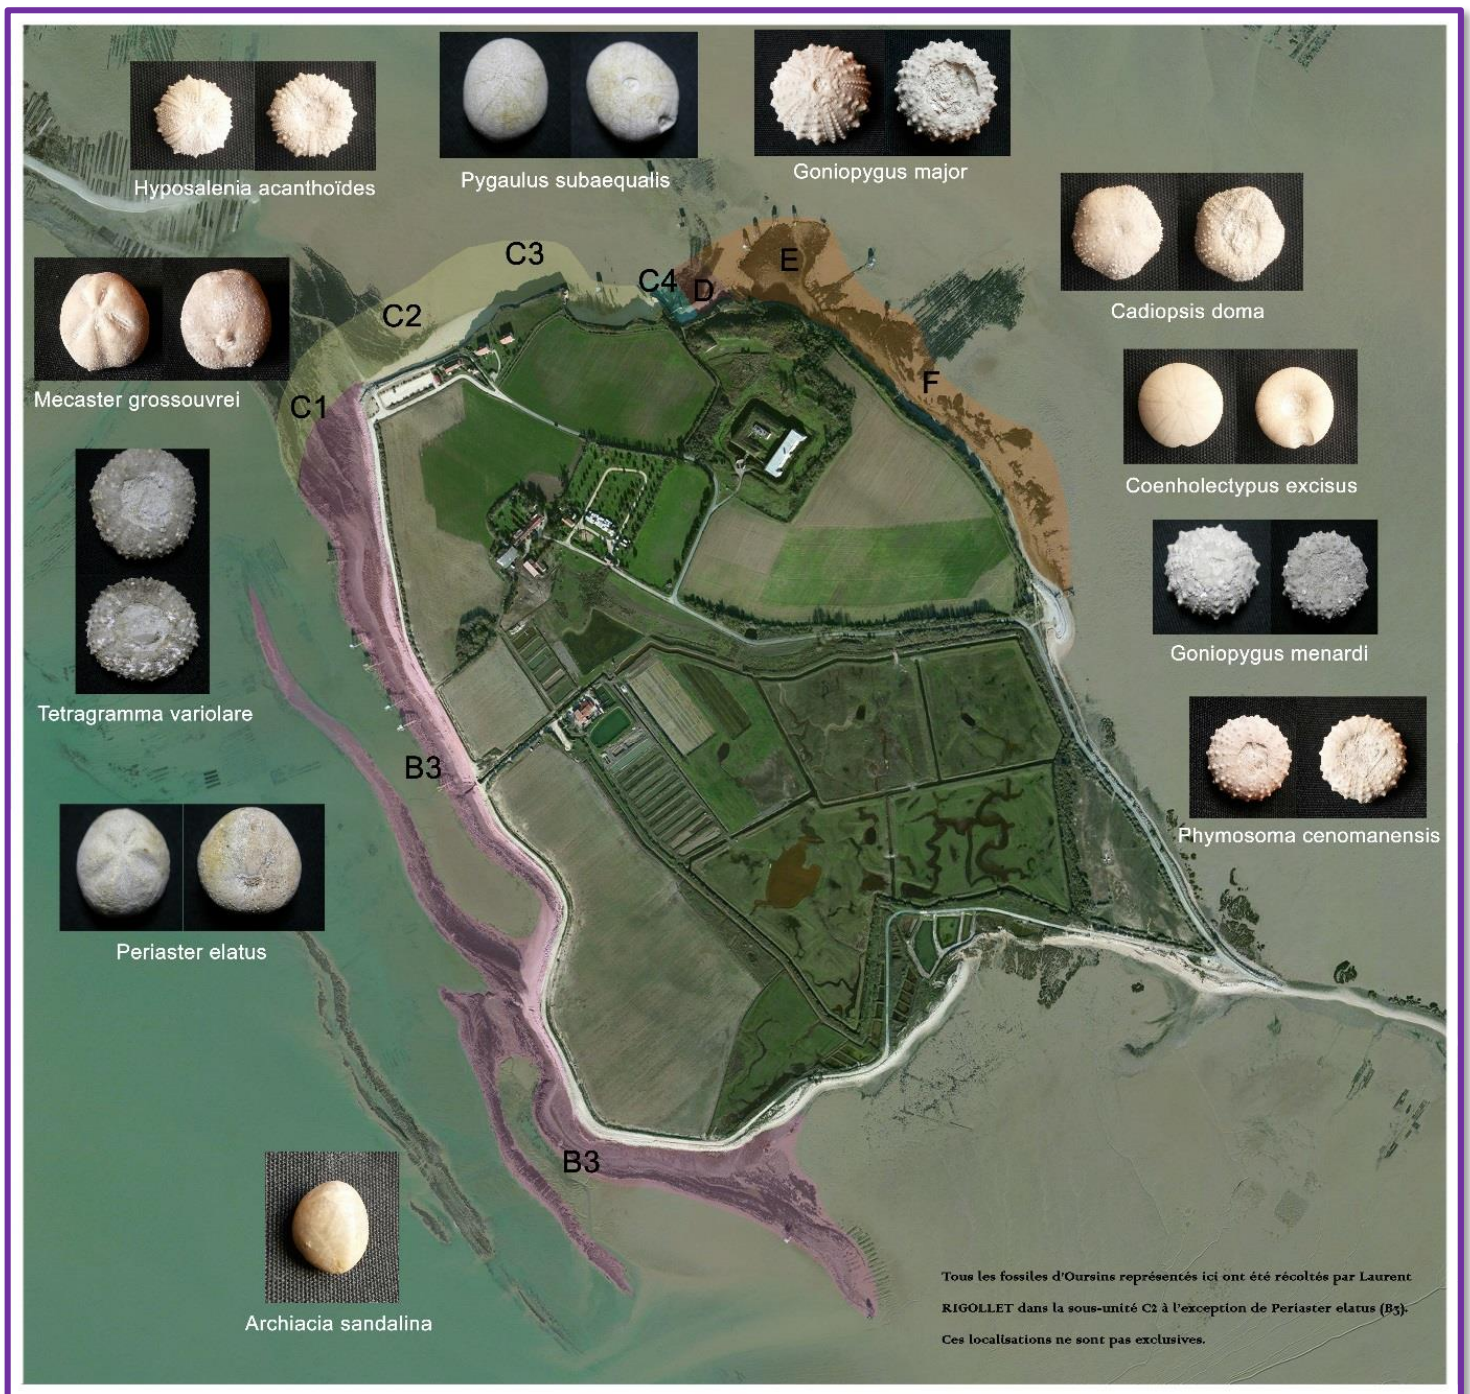 Hyposalenia acanthoïdes
Pygaulus subaequalis
Goniopygus major
Cadiopsis doma
Mecaster grossouvrei
Coenholectypus excisus
Tetragramma variolare
Goniopygus menardi
Phymosoma cenomanensis
Periaster elatus
Archiacia sandalina
C3
C4
D
E
C2
F
C1
B3
B3
Tous les fossiles d'Oursins représentés ici ont été récoltés par Laurent
RIGOLLET dans la sous-unité C2 à l'exception de Periaster elatus (B3).
Ces localisations ne sont pas exclusives.